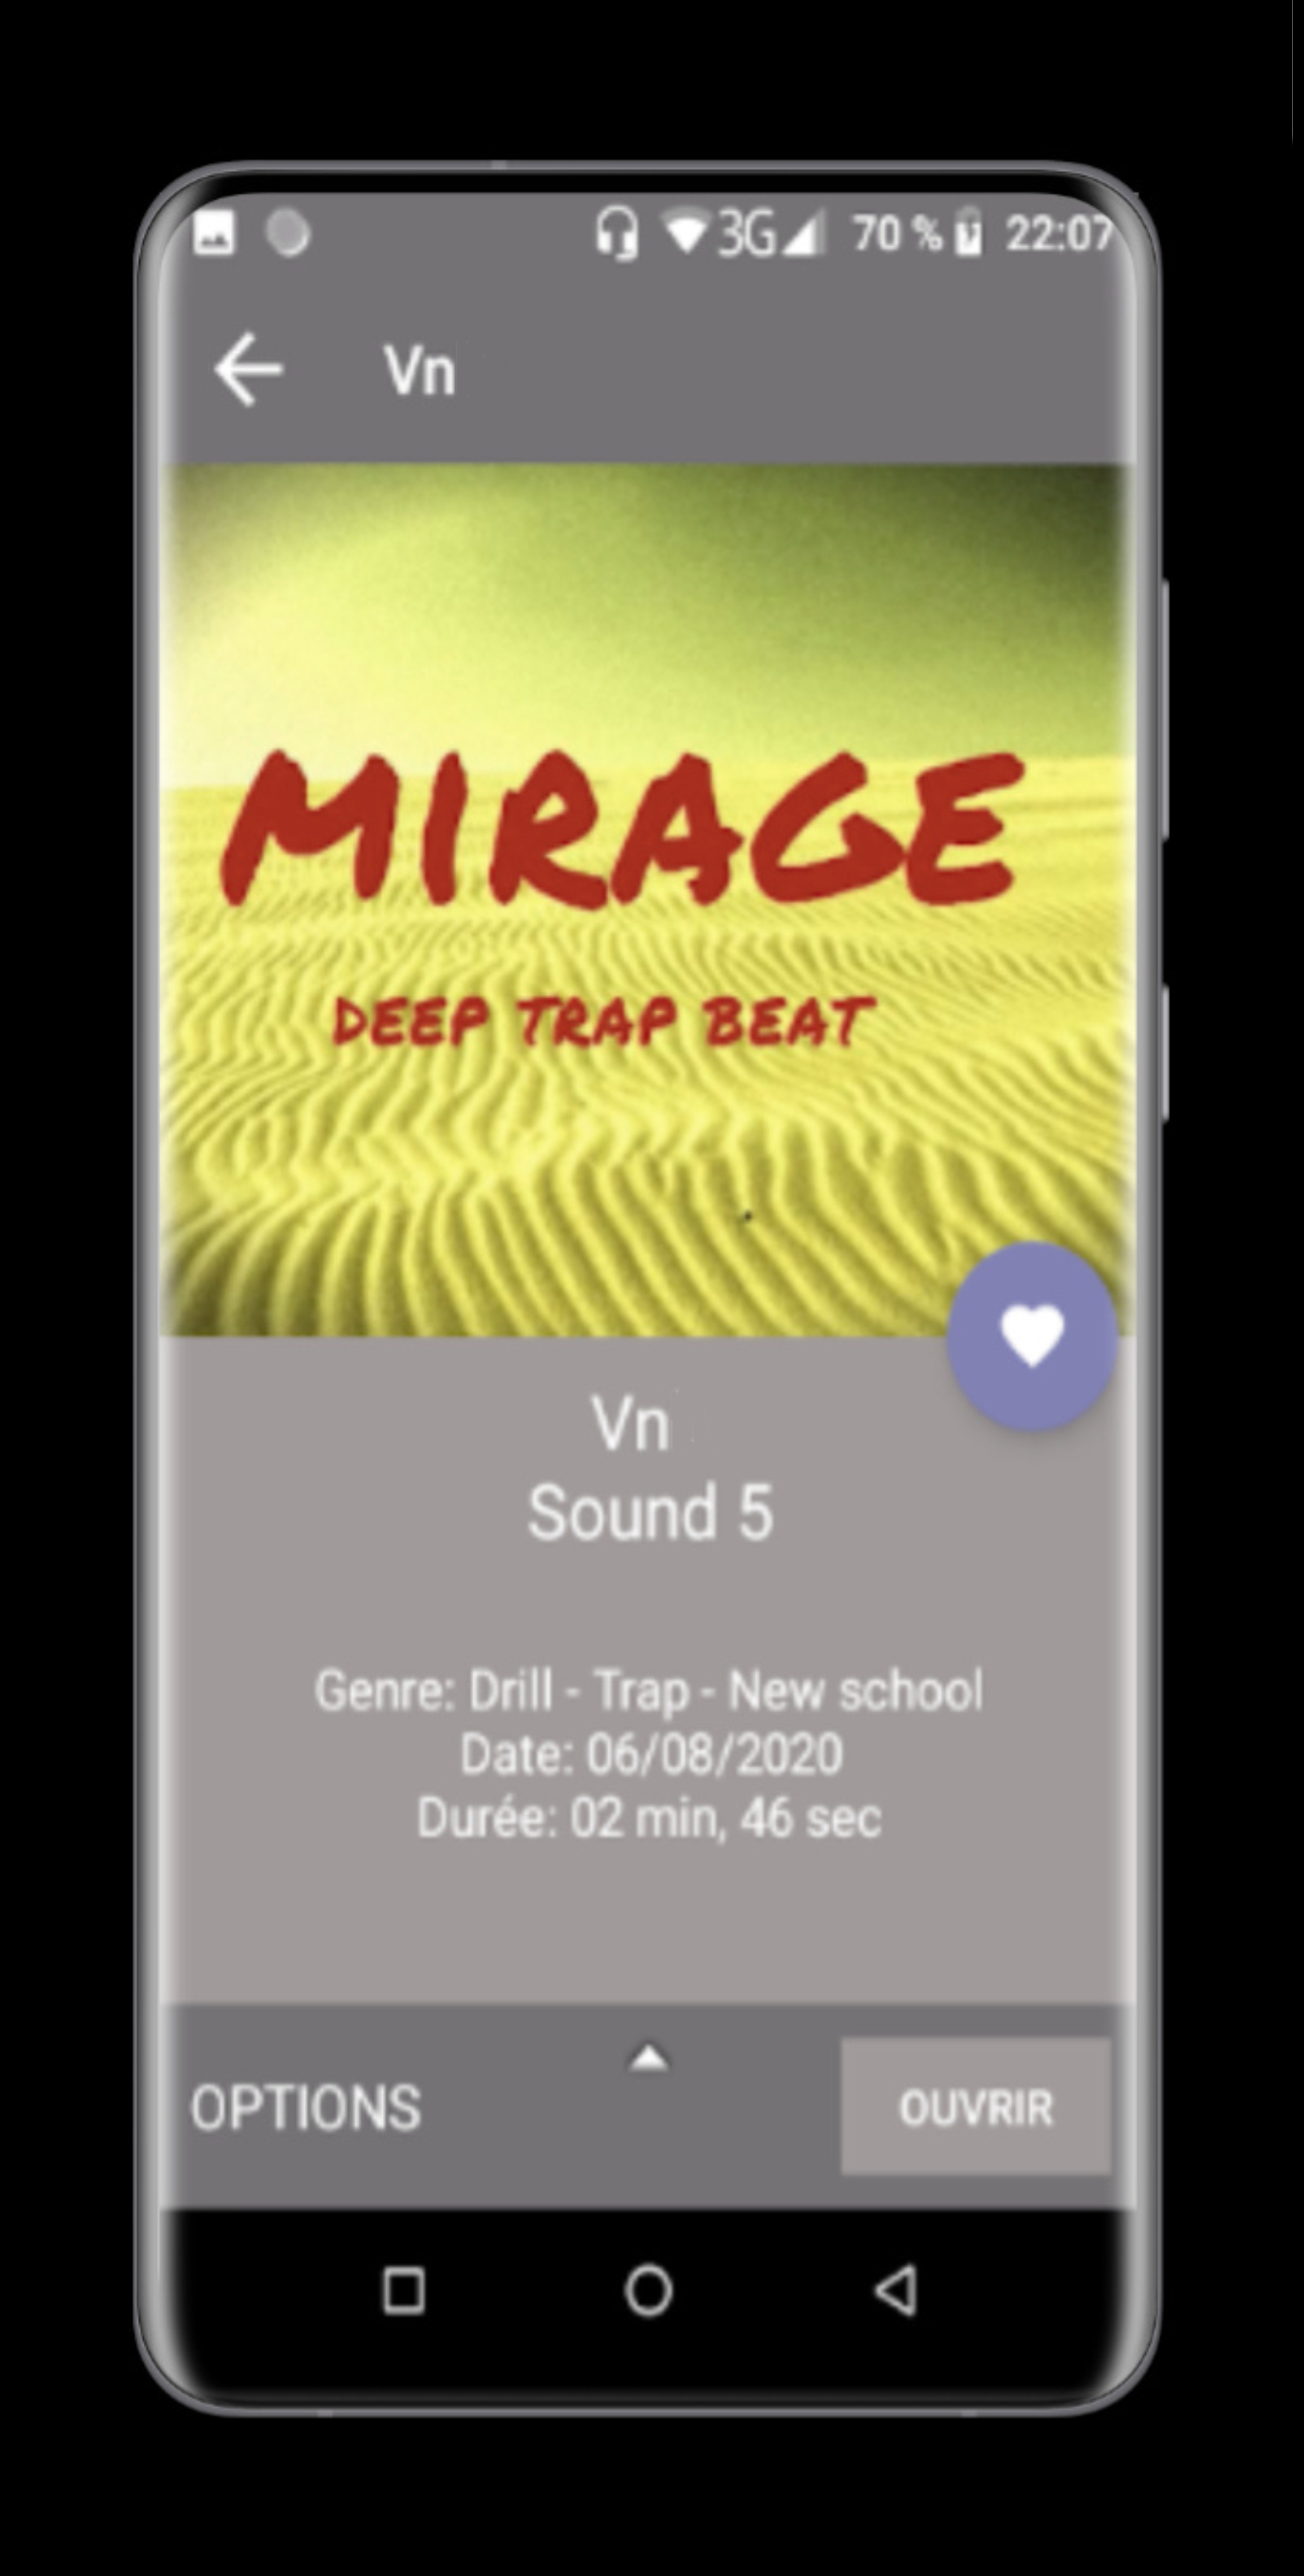 3G 70 % 22:07
Vn
MIRAGE
DEEP TRAP BEAT
Vn
Sound 5
Genre: Drill - Trap - New school
Date: 06/08/2020
Durée: 02 min, 46 sec
OPTIONS
OUVRIR